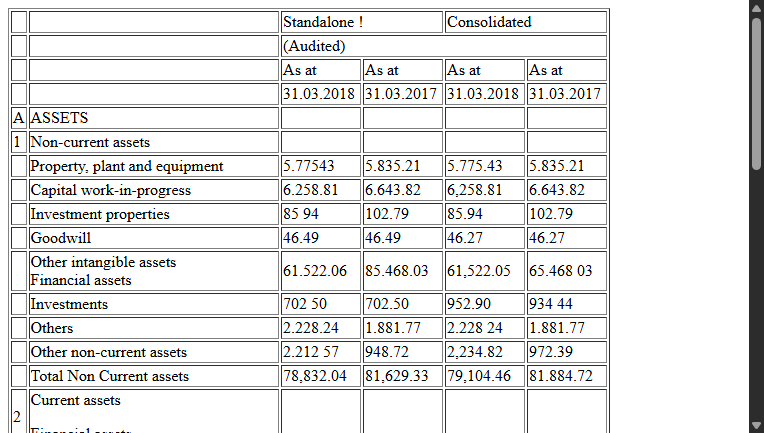 Standalone ! Consolidated
(Audited)
As at As at As at As at
31.03.2018 31.03.2017 31.03.2018 31.03.2017
A ASSETS
1 Non-current assets
Property, plant and equipment 5.77543 5.835.21 5.775.43 5.835.21
Capital work-in-progress 6.258.81 6.643.82 6,258.81 6.643.82
Investment properties 85 94 102.79 85.94 102.79
Goodwill 46.49 46.49 46.27 46.27
Other intangible assets
Financial assets 61.522.06 85.468.03 61,522.05 65.468 03
Investments 702 50 702.50 952.90 934 44
Others 2.228.24 1.881.77 2.228 24 1.881.77
Other non-current assets 2.212 57 948.72 2,234.82 972.39
Total Non Current assets 78,832.04 81,629.33 79,104.46 81.884.72
Current assets
2